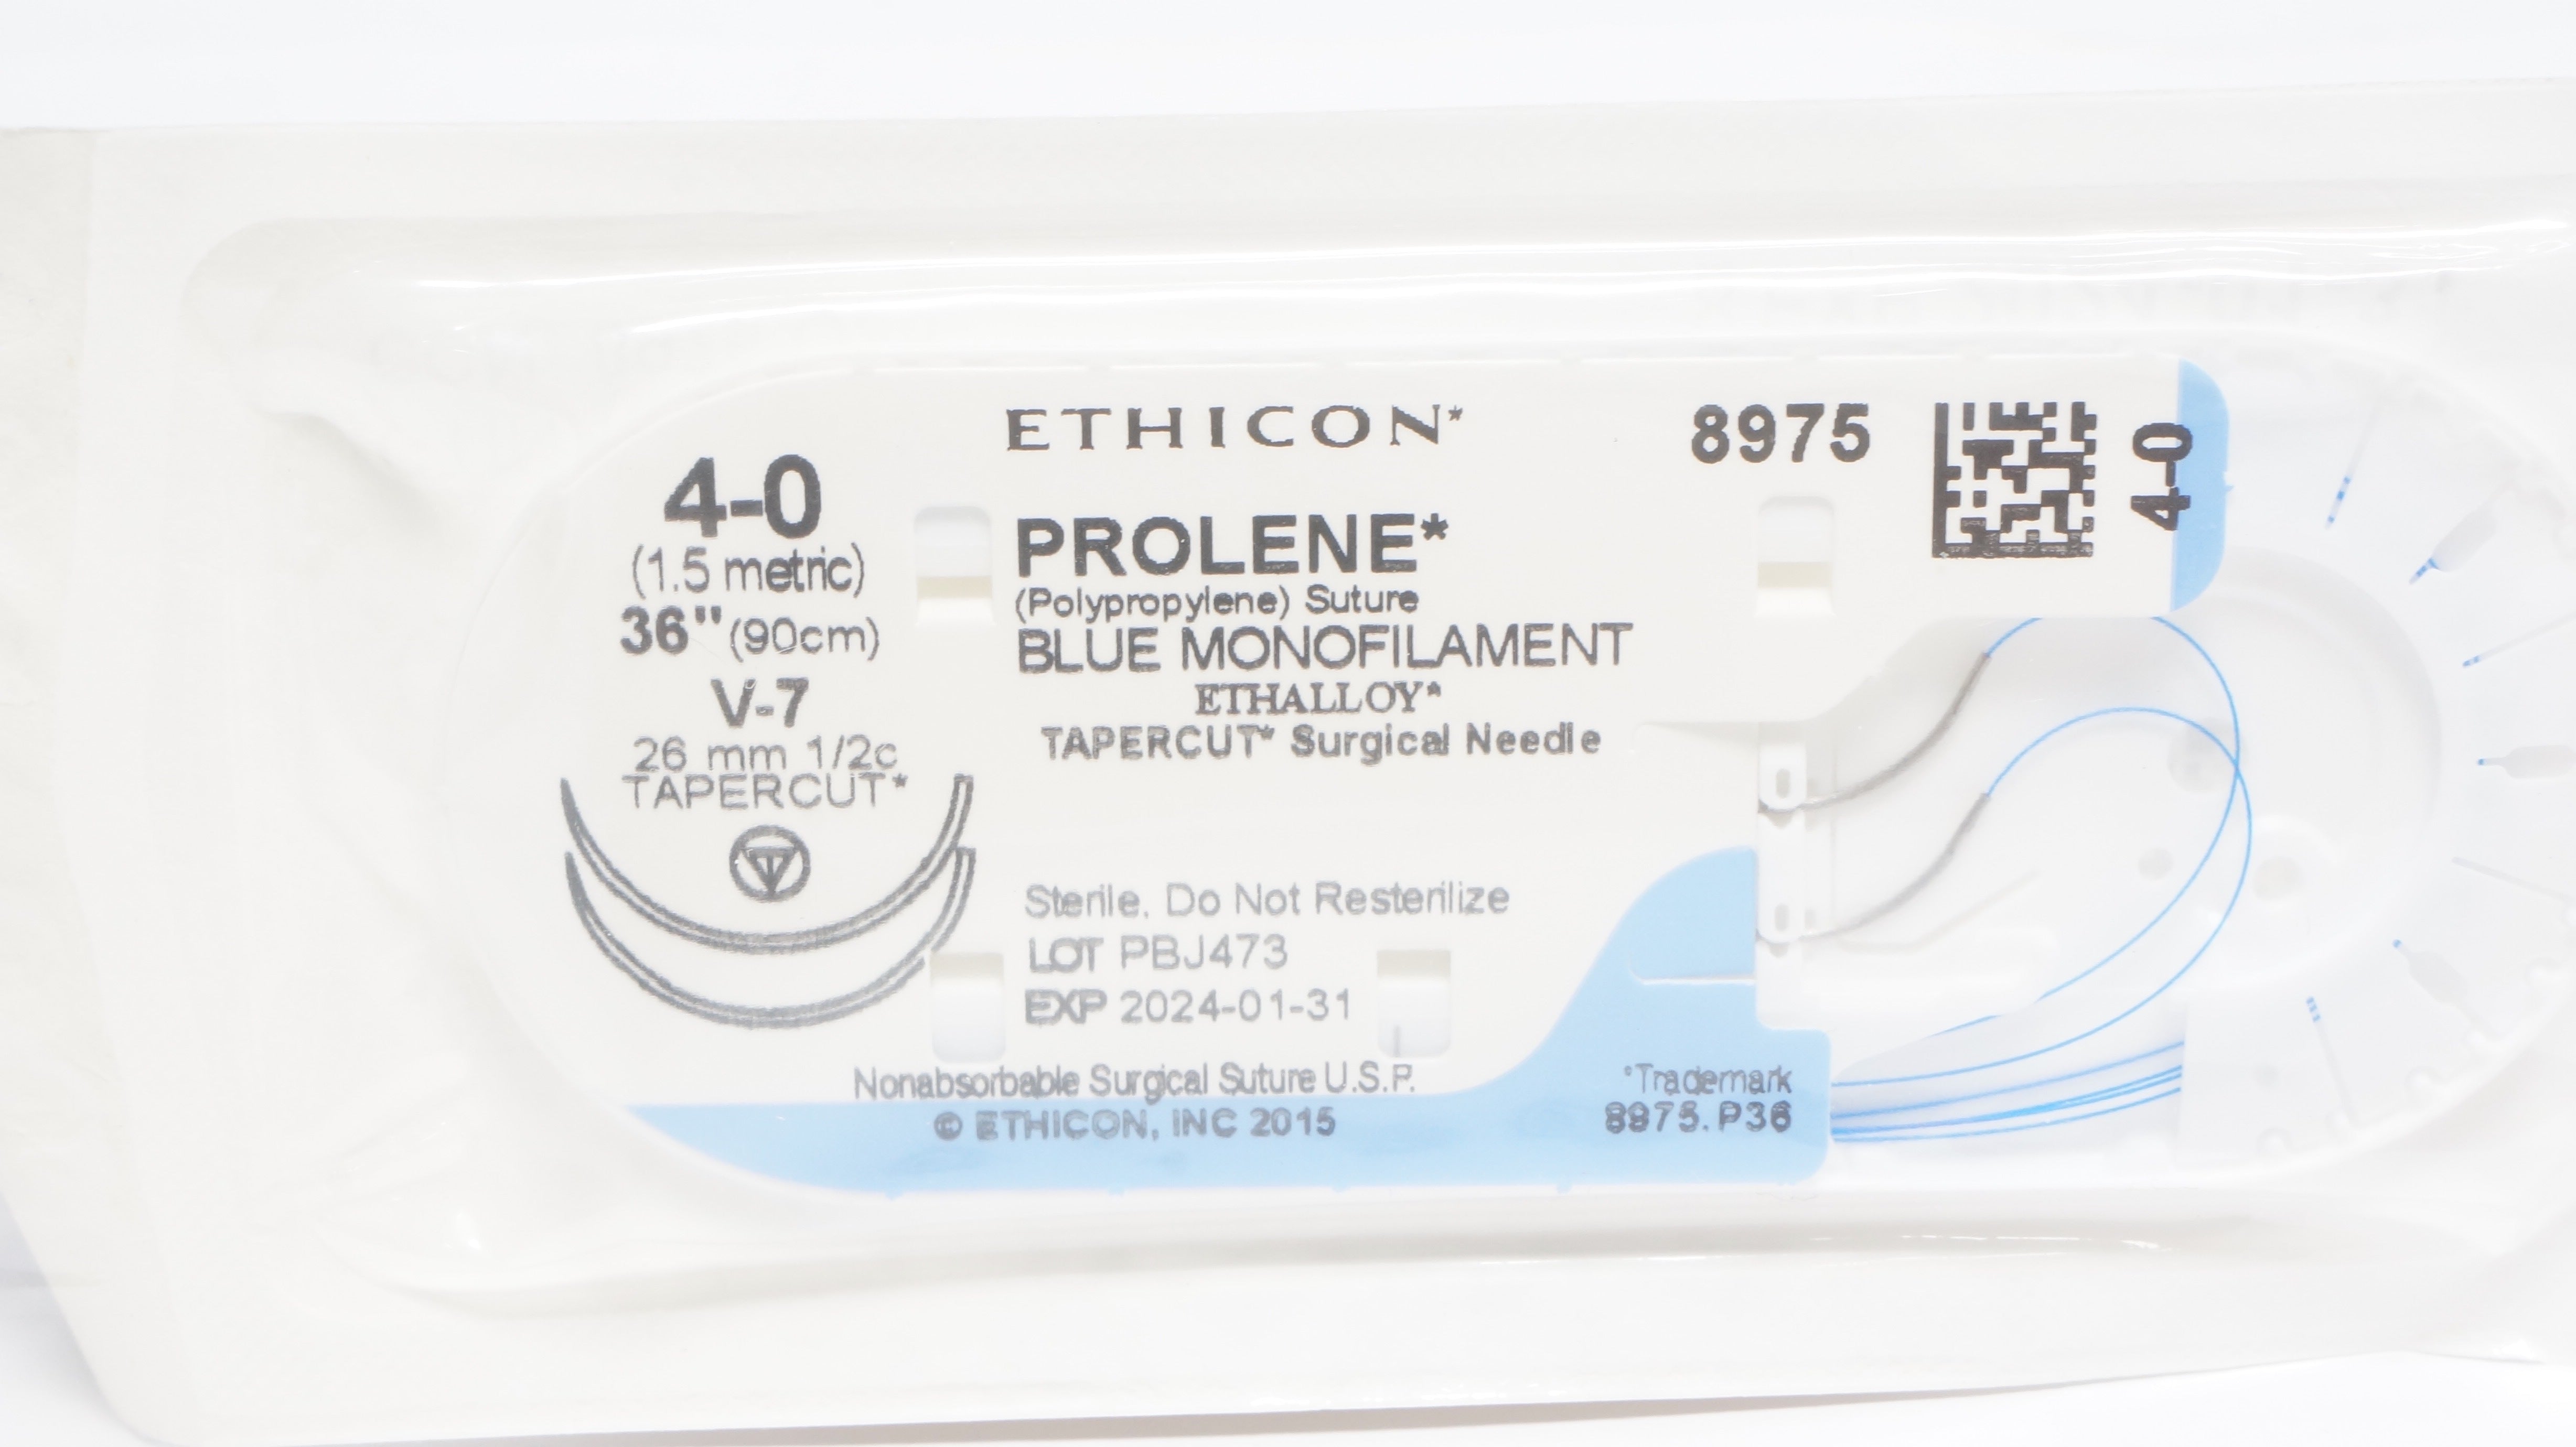 ETHICON*
8975
4-0
4-0
(1.5 metric)
36" (90cm)
V-7
26 mm 1/2c
TAPERCUT*
PROLENE*
(Polypropylene) Suture
BLUE MONOFILAMENT
ETHALLOY*
TAPERCUT* Surgical Needle
Sterile, Do Not Resterilize
LOT PBJ473
EXP 2024-01-31
Nonabsorbable Surgical Suture U.S.P.
© ETHICON, INC 2015
*Trademark
8975.P36